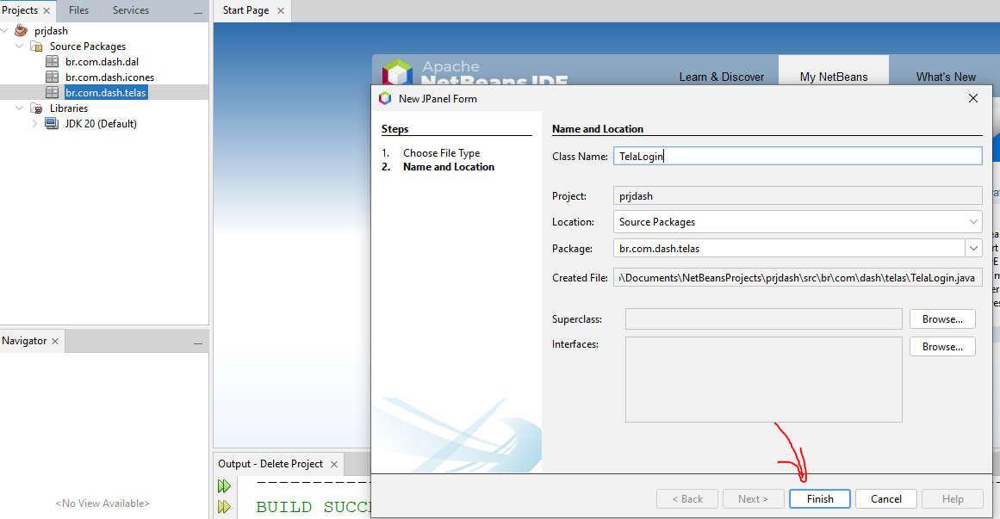 Projects Files Services
Start Page
prjdash
Source Packages
br.com.dash.dal
br.com.dash.icones
br.com.dash.telas
Libraries
JDK 20 (Default)
Apache
NetBeans IDE
Learn & Discover My NetBeans What's New
New JPanel Form
Steps
1. Choose File Type
2. Name and Location
Name and Location
Class Name: TelaLogin
Project: prjdash
Location: Source Packages
Package: br.com.dash.telas
Created File: \Documents\NetBeansProjects\prjdash\src\br\com\dash\telas\TelaLogin.java
Superclass: Browse...
Interfaces: Browse...
Navigator
<No View Available>
Output - Delete Project
BUILD SUCC
< Back Next > Finish Cancel Help